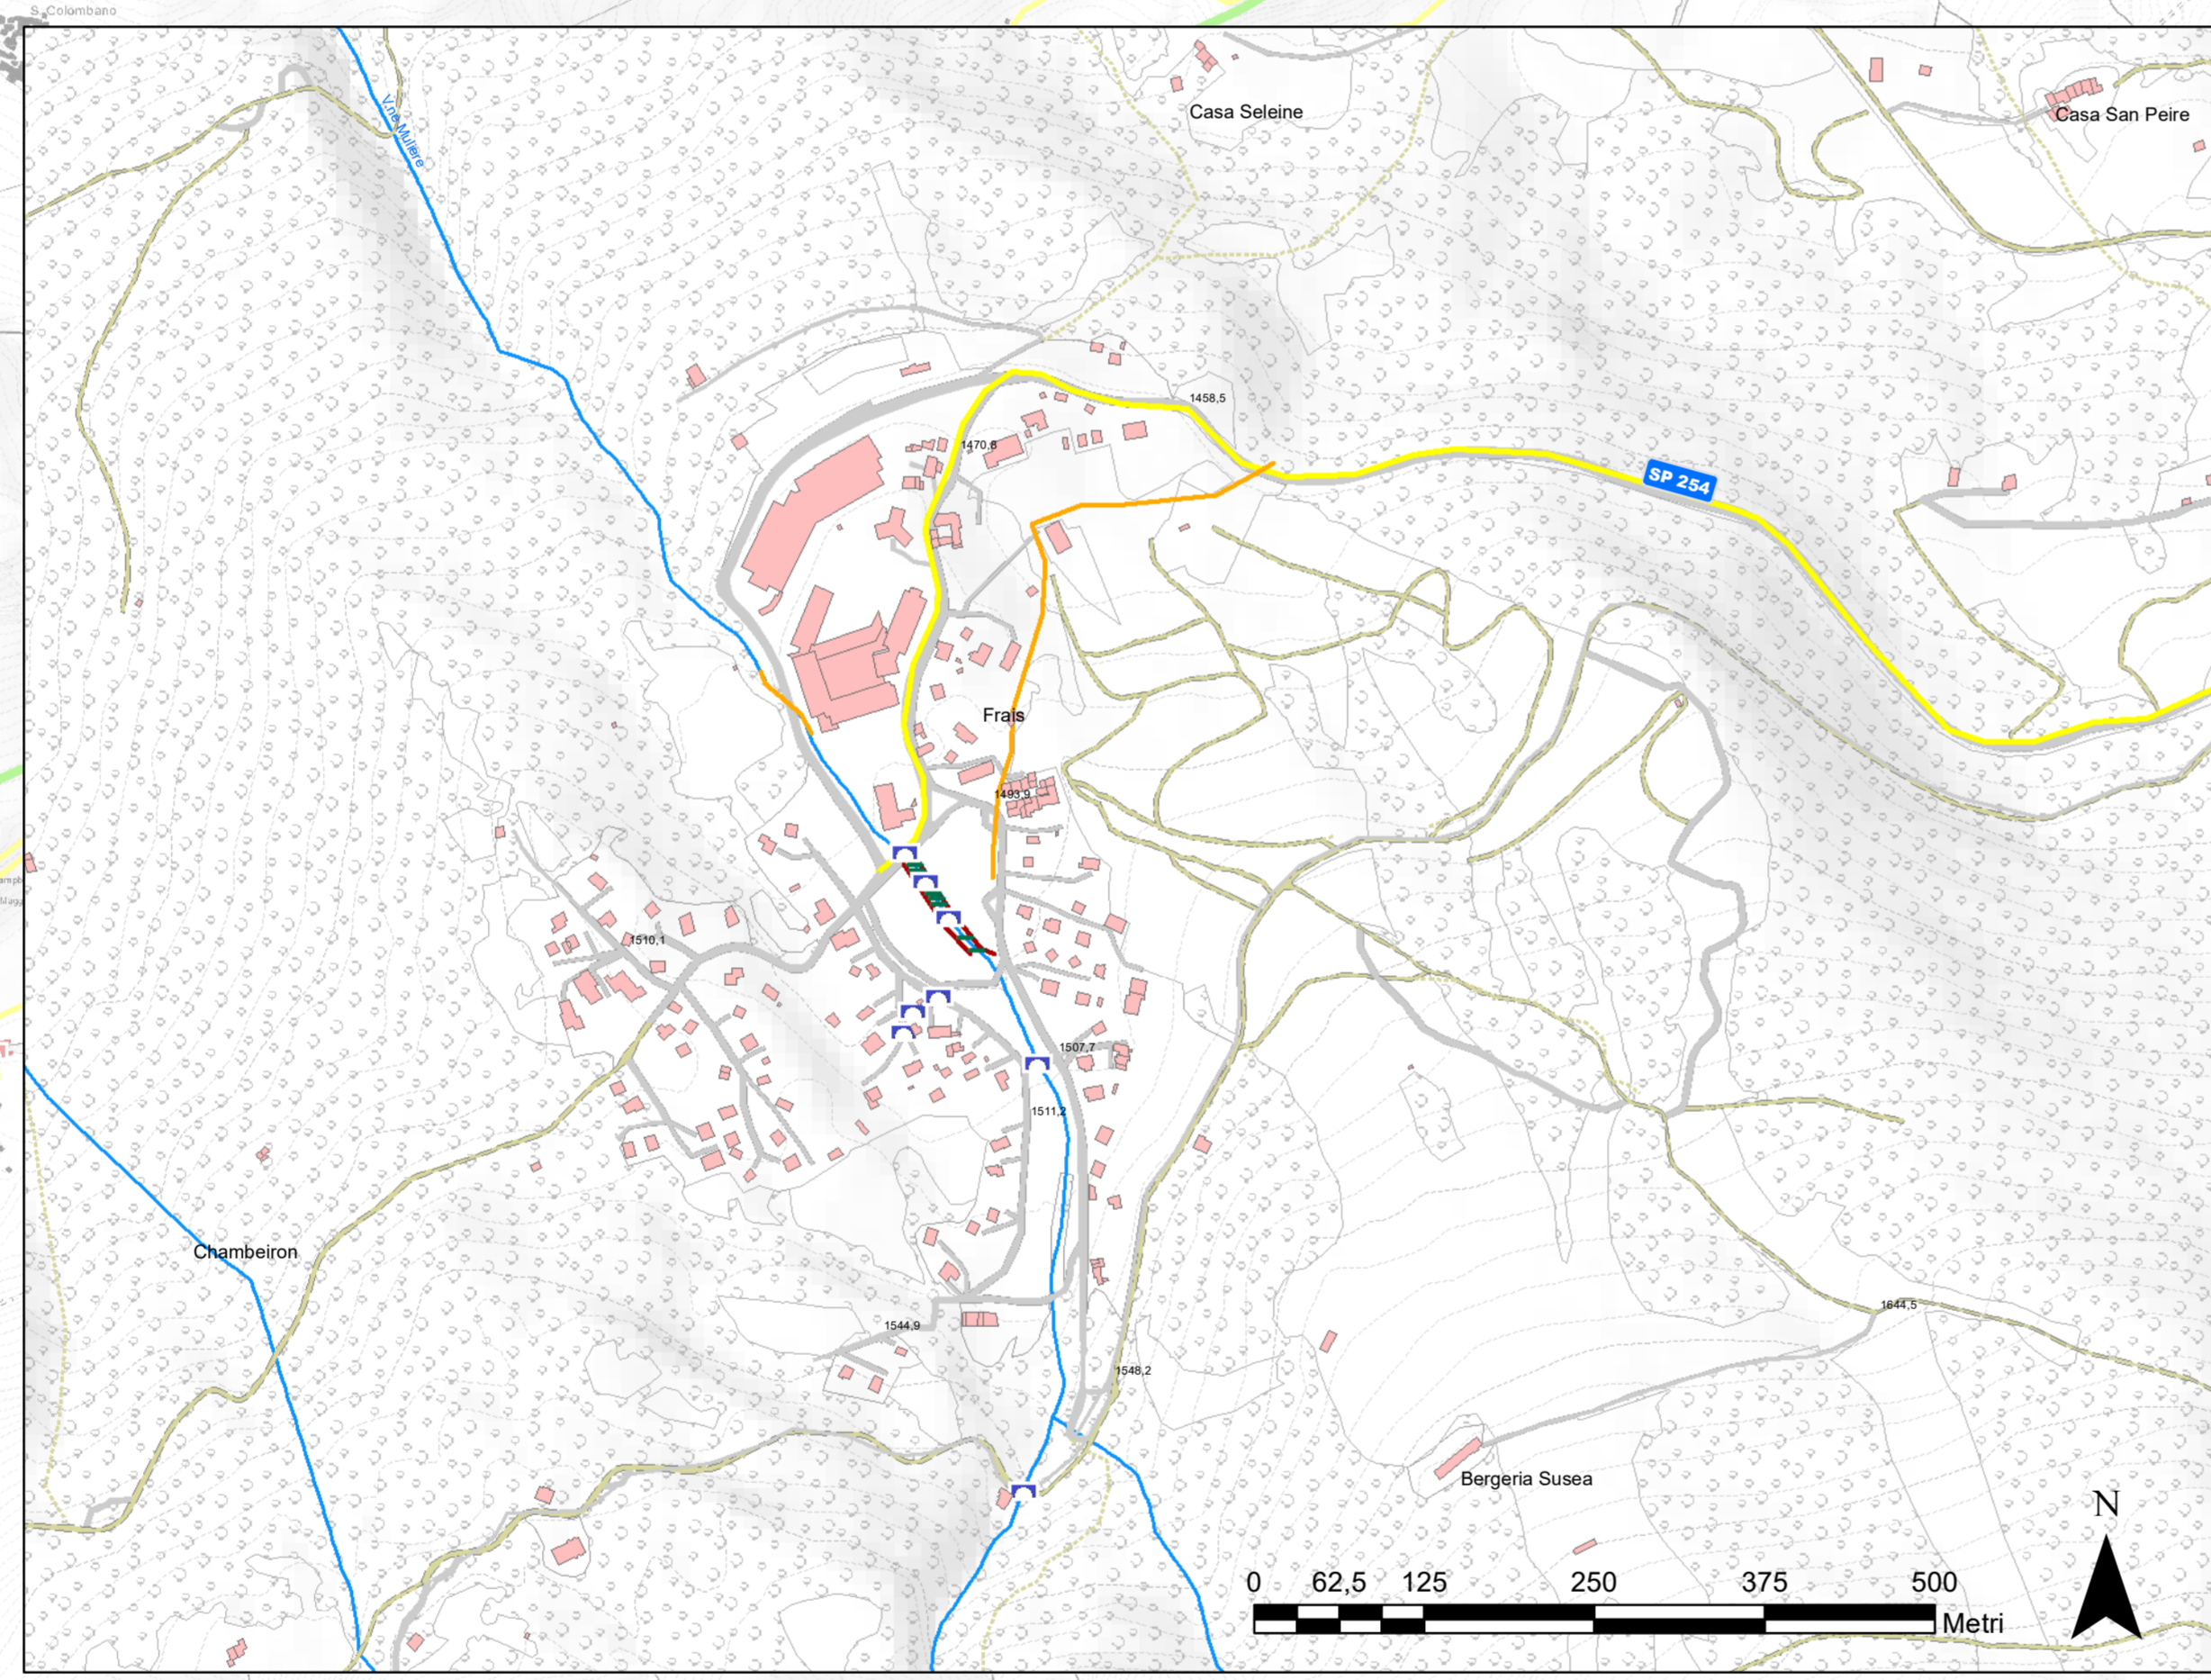 S. Colombano
V.ne Muliere
Casa Seleine
Casa San Peire
1458,5
1470,6
SP 254
Frais
1493,9
1510,1
1507,7
1511,2
Chambeiron
1544,9
1644,5
1548,2
Bergeria Susea
N
0 62,5 125 250 375 500
Metri